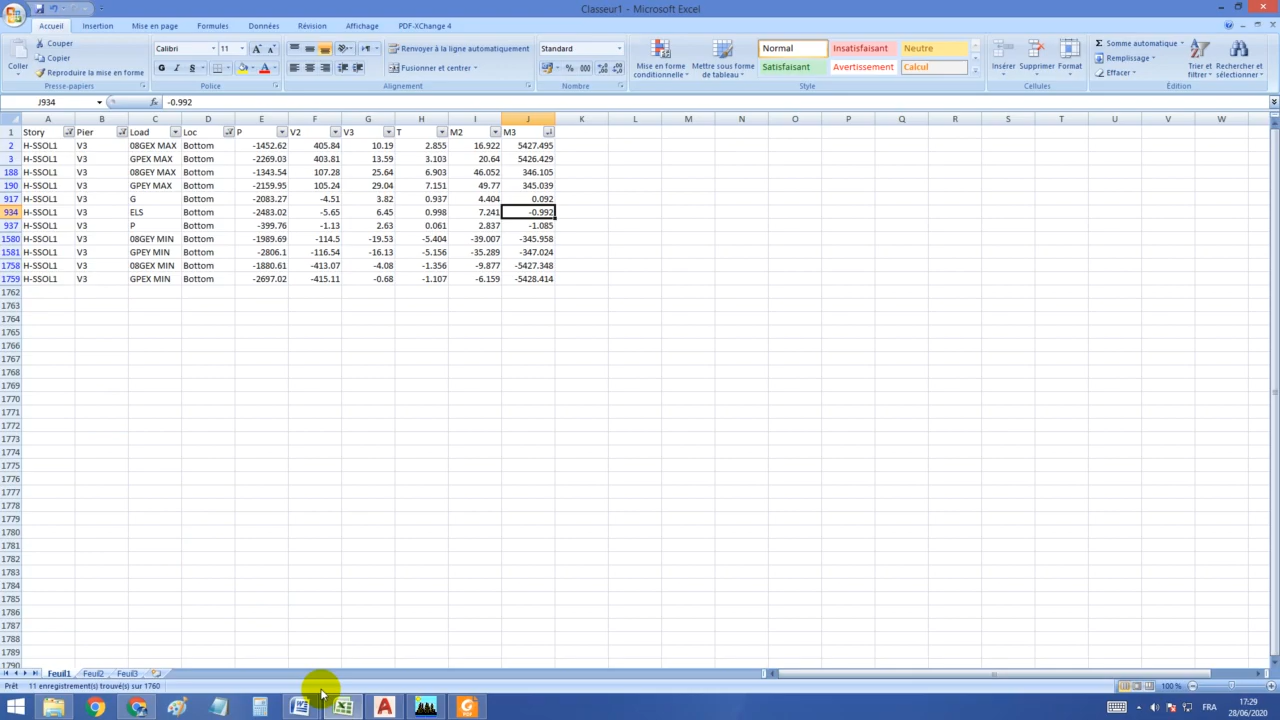 Classeur1 - Microsoft Excel
Accueil Insertion Mise en page Formules Données Révision Affichage PDF-XChange 4
Coller
Couper
Copier
Reproduire la mise en forme
Presse-papiers
Calibri 11
G I S
Police
Renvoyer à la ligne automatiquement
Fusionner et centrer
Alignement
Standard
% 000
Nombre
Mise en forme conditionnelle
Mettre sous forme de tableau
Normal Insatisfaisant Neutre
Satisfaisant Avertissement Calcul
Style
Insérer Supprimer Format
Cellules
Somme automatique
Remplissage
Effacer
Trier et filtrer
Rechercher et sélectionner
Édition
J934 fx -0.992
A B C D E F G H I J K L M N O P Q R S T U V W
1 Story Pier Load Loc P V2 V3 T M2 M3
2 H-SSOL1 V3 08GEX MAX Bottom -1452.62 405.84 10.19 2.855 16.922 5427.495
3 H-SSOL1 V3 GPEX MAX Bottom -2269.03 403.81 13.59 3.103 20.64 5426.429
188 H-SSOL1 V3 08GEY MAX Bottom -1343.54 107.28 25.64 6.903 46.052 346.105
190 H-SSOL1 V3 GPEY MAX Bottom -2159.95 105.24 29.04 7.151 49.77 345.039
917 H-SSOL1 V3 G Bottom -2083.27 -4.51 3.82 0.937 4.404 0.092
934 H-SSOL1 V3 ELS Bottom -2483.02 -5.65 6.45 0.998 7.241 -0.992
937 H-SSOL1 V3 P Bottom -399.76 -1.13 2.63 0.061 2.837 -1.085
1580 H-SSOL1 V3 08GEY MIN Bottom -1989.69 -114.5 -19.53 -5.404 -39.007 -345.958
1581 H-SSOL1 V3 GPEY MIN Bottom -2806.1 -116.54 -16.13 -5.156 -35.289 -347.024
1758 H-SSOL1 V3 08GEX MIN Bottom -1880.61 -413.07 -4.08 -1.356 -9.877 -5427.348
1759 H-SSOL1 V3 GPEX MIN Bottom -2697.02 -415.11 -0.68 -1.107 -6.159 -5428.414
1762
1763
1764
1765
1766
1767
1768
1769
1770
1771
1772
1773
1774
1775
1776
1777
1778
1779
1780
1781
1782
1783
1784
1785
1786
1787
1788
1789
1790
Feuil1 Feuil2 Feuil3
Prêt 11 enregistrement(s) trouvé(s) sur 1760 100 %
FRA 17:29
28/06/2020